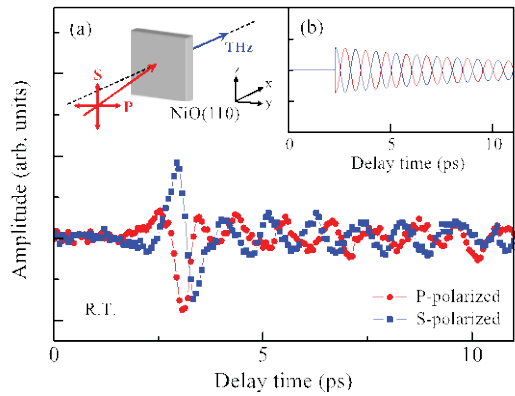 (a)
THz
S
P
z
x
y
NiO(110)
(b)
0
5
10
Delay time (ps)
Amplitude (arb. units)
R.T.
P-polarized
S-polarized
0
5
10
Delay time (ps)